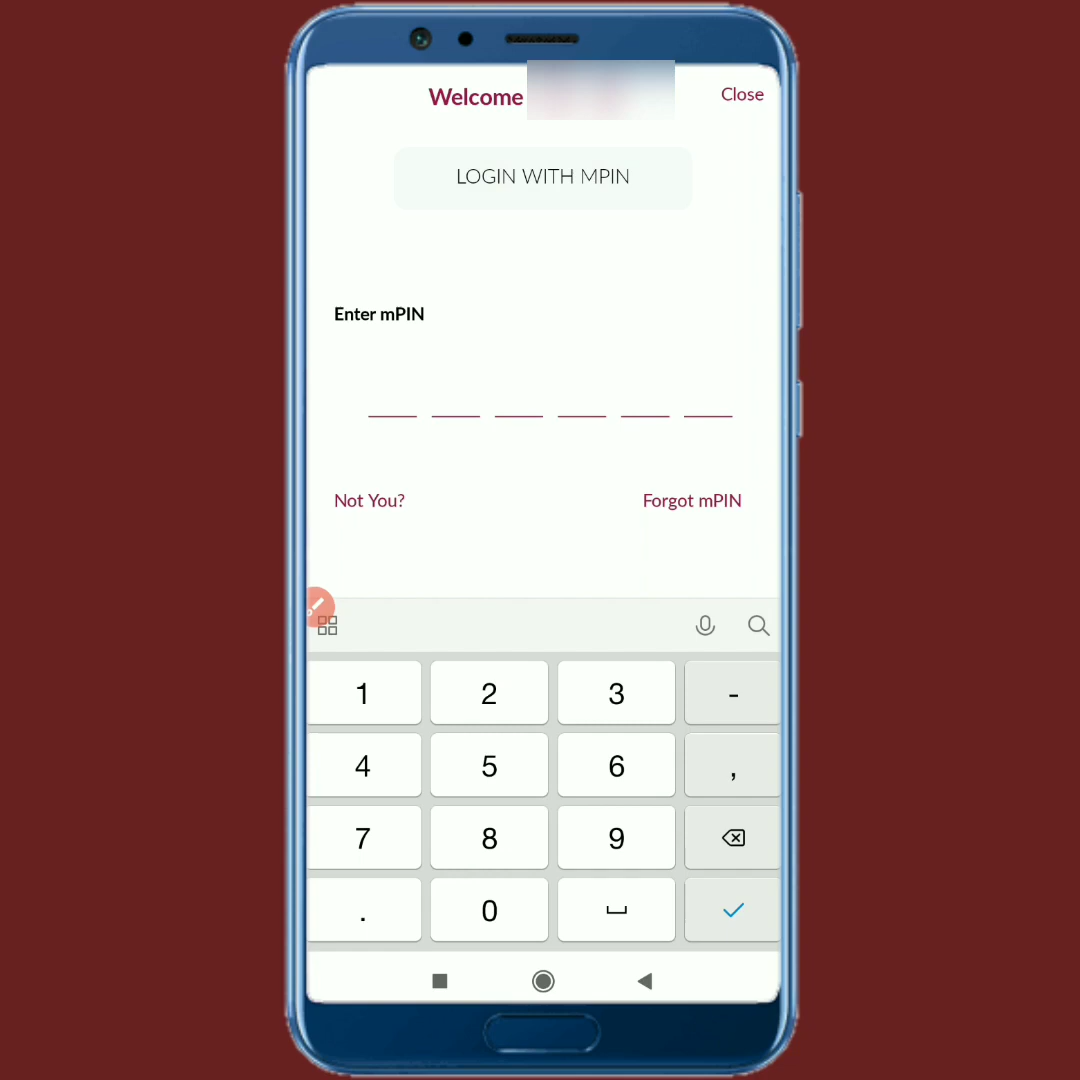 Welcome
Close
LOGIN WITH MPIN
Enter mPIN
Not You?
Forgot mPIN
1 2 3 -
4 5 6 ,
7 8 9
. 0